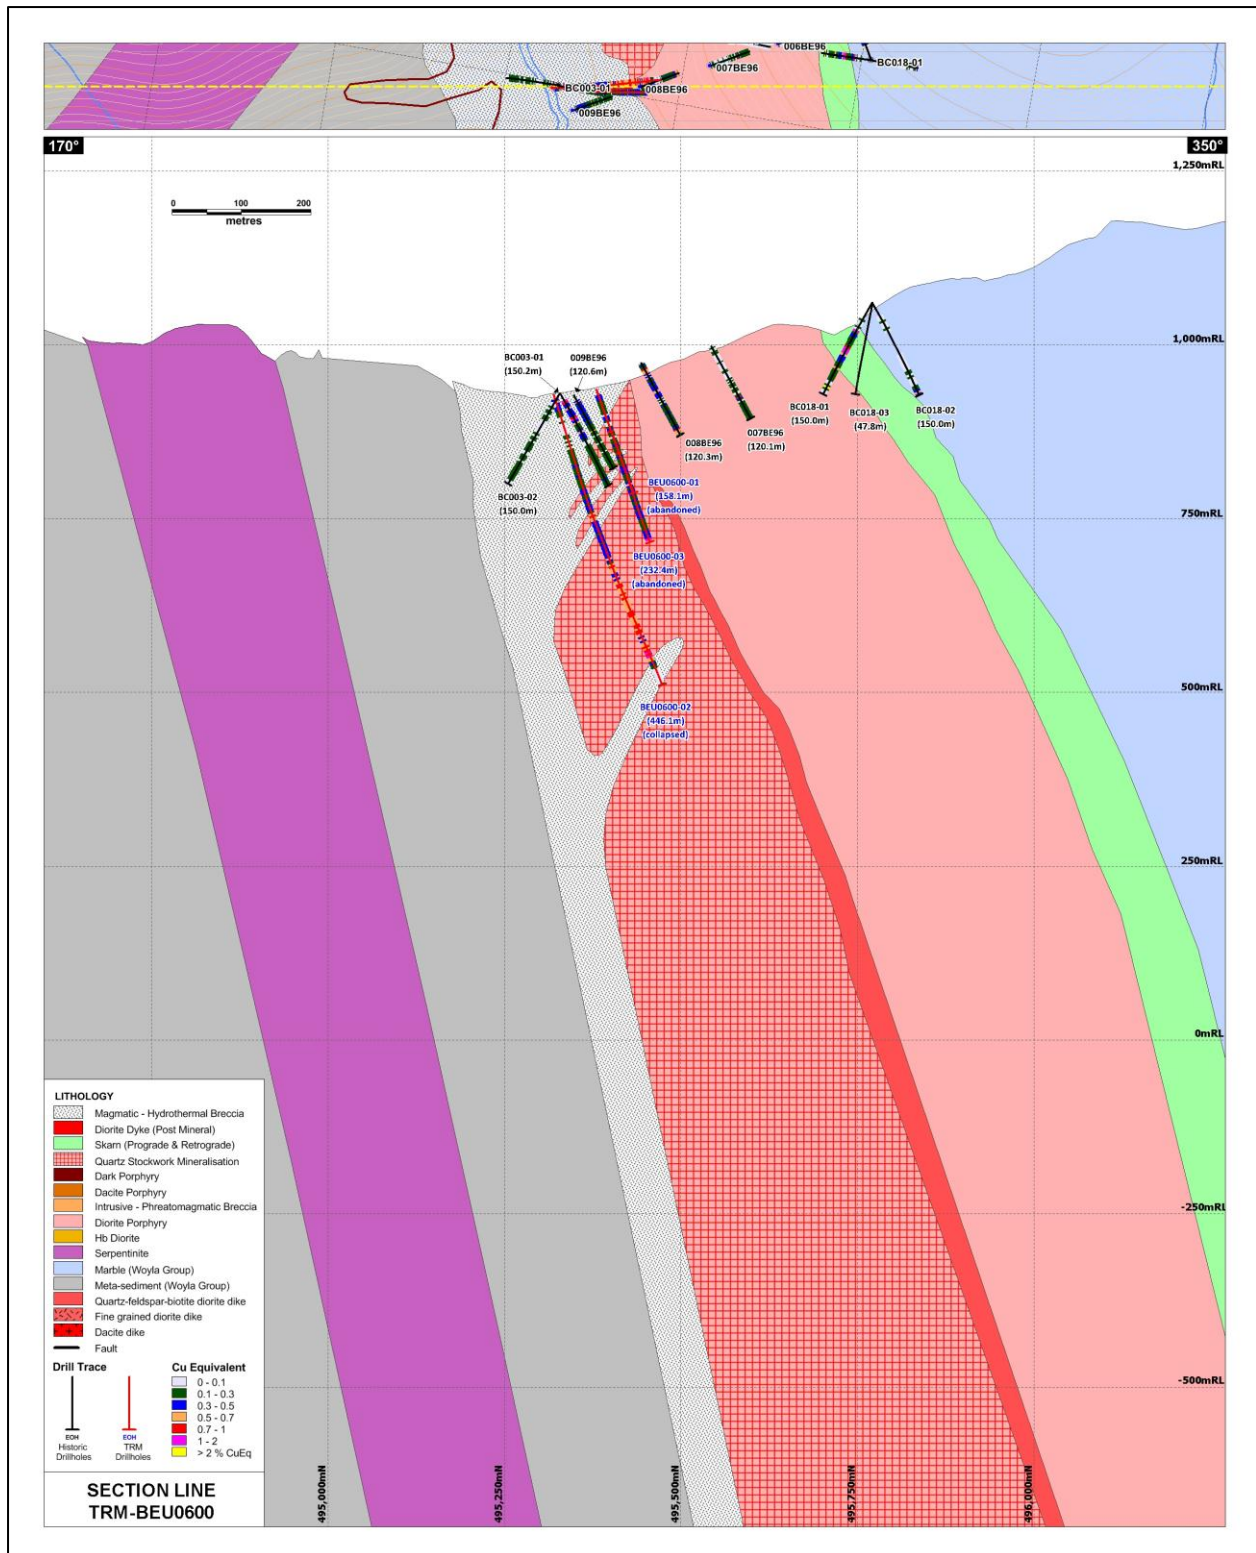 006BE96
007BE96
BC018-01
BC003-01
008BE96
009BE96
170°
350°
1,250mRL
0 100 200
metres
1,000mRL
BC003-01
(150.2m)
009BE96
(120.6m)
BC018-01
(150.0m)
BC018-03
(47.8m)
BC018-02
(150.0m)
007BE96
(120.1m)
008BE96
(120.3m)
BC003-02
(150.0m)
BEU0600-01
(158.1m)
(abandoned)
750mRL
BEU0600-03
(232.4m)
(abandoned)
500mRL
BEU0600-02
(446.1m)
(collapsed)
250mRL
0mRL
-250mRL
-500mRL
LITHOLOGY
Magmatic - Hydrothermal Breccia
Diorite Dyke (Post Mineral)
Skarn (Prograde & Retrograde)
Quartz Stockwork Mineralisation
Dark Porphyry
Dacite Porphyry
Intrusive - Phreatomagmatic Breccia
Diorite Porphyry
Hb Diorite
Serpentinite
Marble (Woyla Group)
Meta-sediment (Woyla Group)
Quartz-feldspar-biotite diorite dike
Fine grained diorite dike
Dacite dike
Fault
Drill Trace
EOH
Historic
Drillholes
EOH
TRM
Drillholes
Cu Equivalent
0 - 0.1
0.1 - 0.3
0.3 - 0.5
0.5 - 0.7
0.7 - 1
1 - 2
> 2 % CuEq
SECTION LINE
TRM-BEU0600
495,000mN
495,250mN
495,500mN
495,750mN
496,000mN